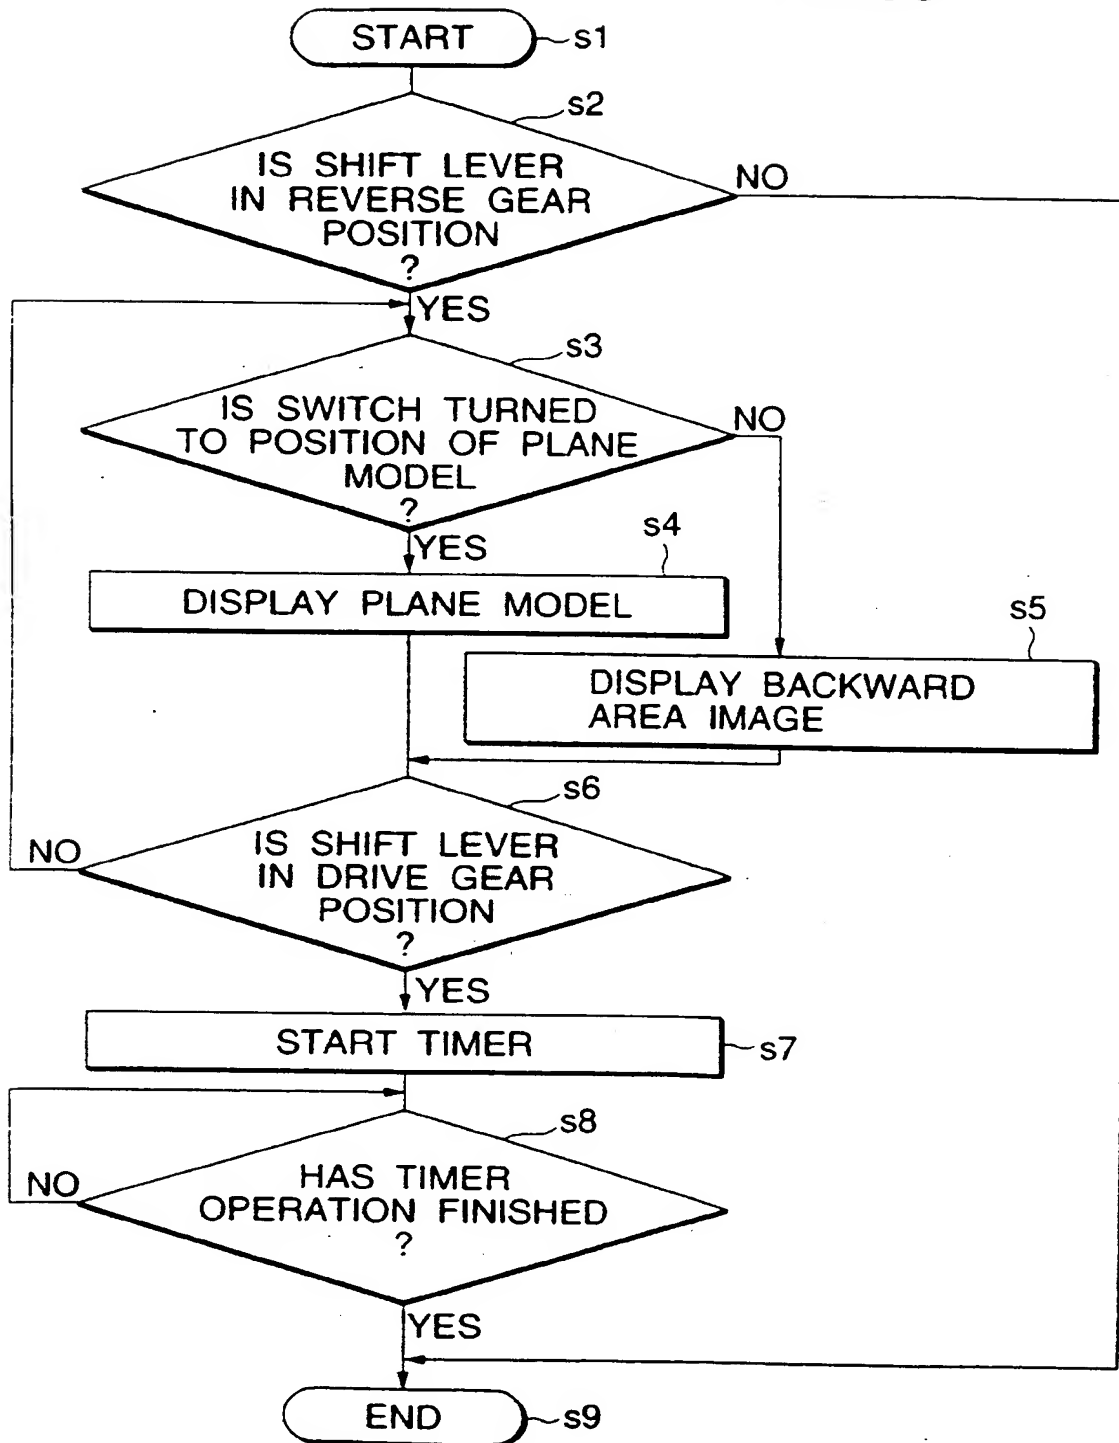 START
s1
s2
IS SHIFT LEVER
IN REVERSE GEAR
POSITION
?
NO
YES
s3
IS SWITCH TURNED
TO POSITION OF PLANE
MODEL
?
NO
YES
s4
DISPLAY PLANE MODEL
s5
DISPLAY BACKWARD
AREA IMAGE
s6
IS SHIFT LEVER
IN DRIVE GEAR
POSITION
?
NO
YES
START TIMER
s7
s8
HAS TIMER
OPERATION FINISHED
?
NO
YES
END
s9